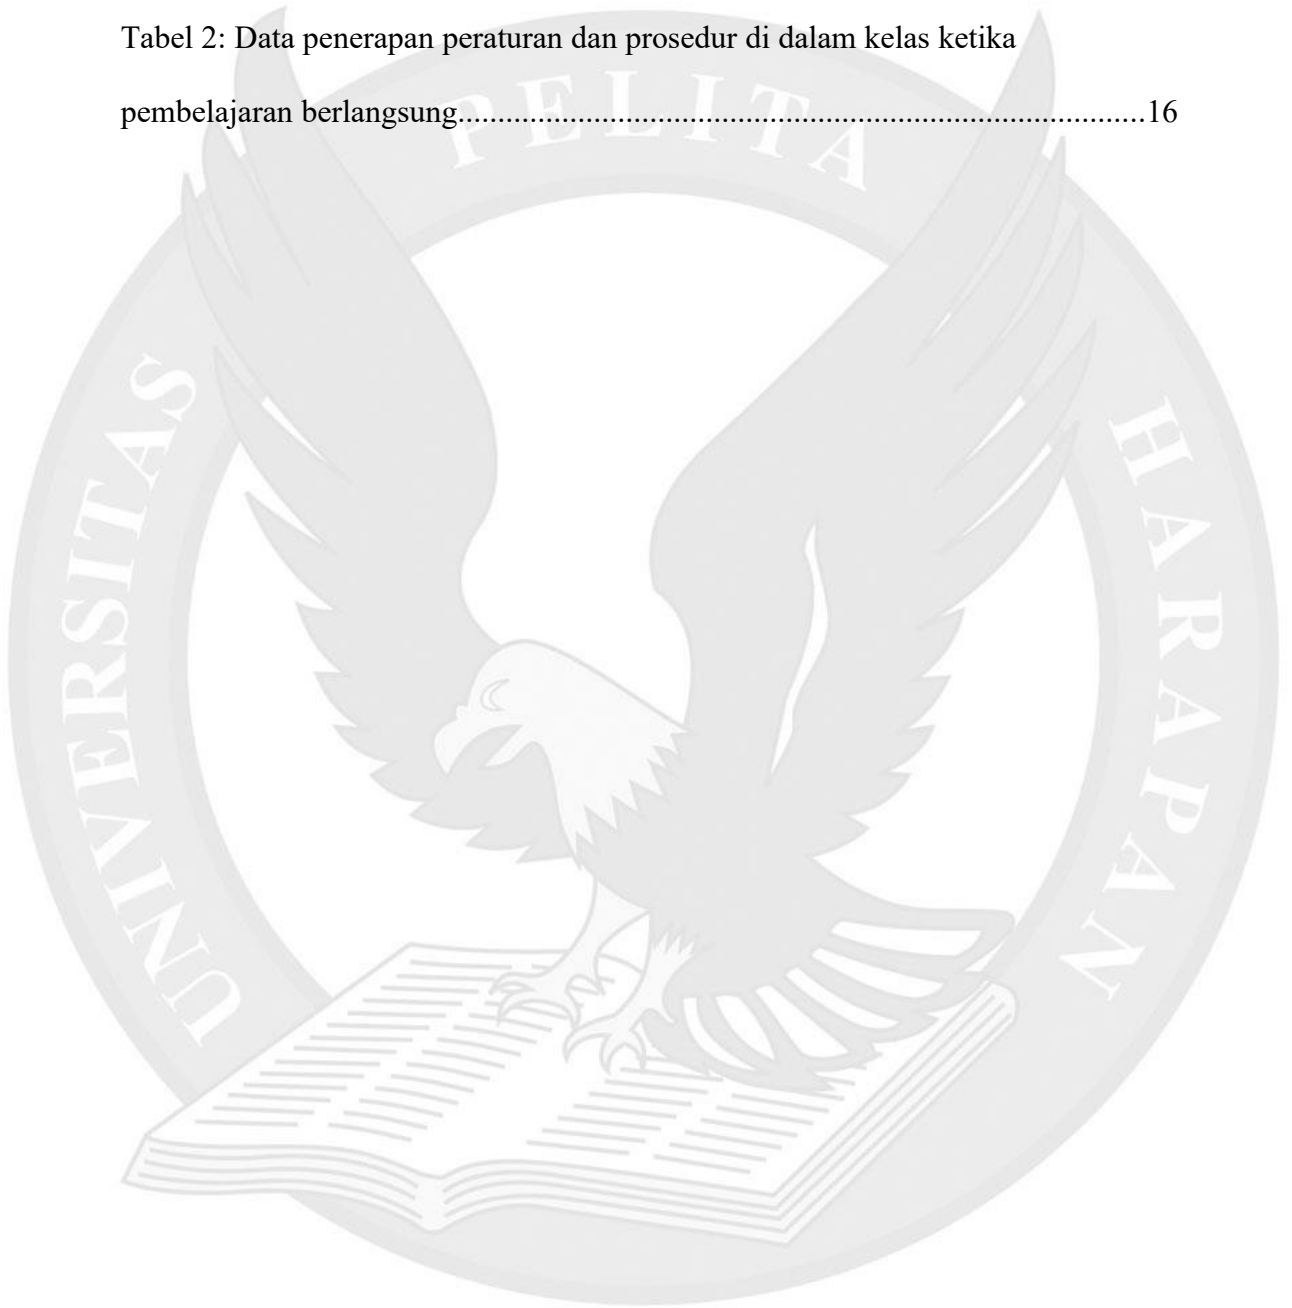 Tabel 2: Data penerapan peraturan dan prosedur di dalam kelas ketika
pembelajaran berlangsung......................................................................................16
UNIVERSITAS PELITA HARAPAN